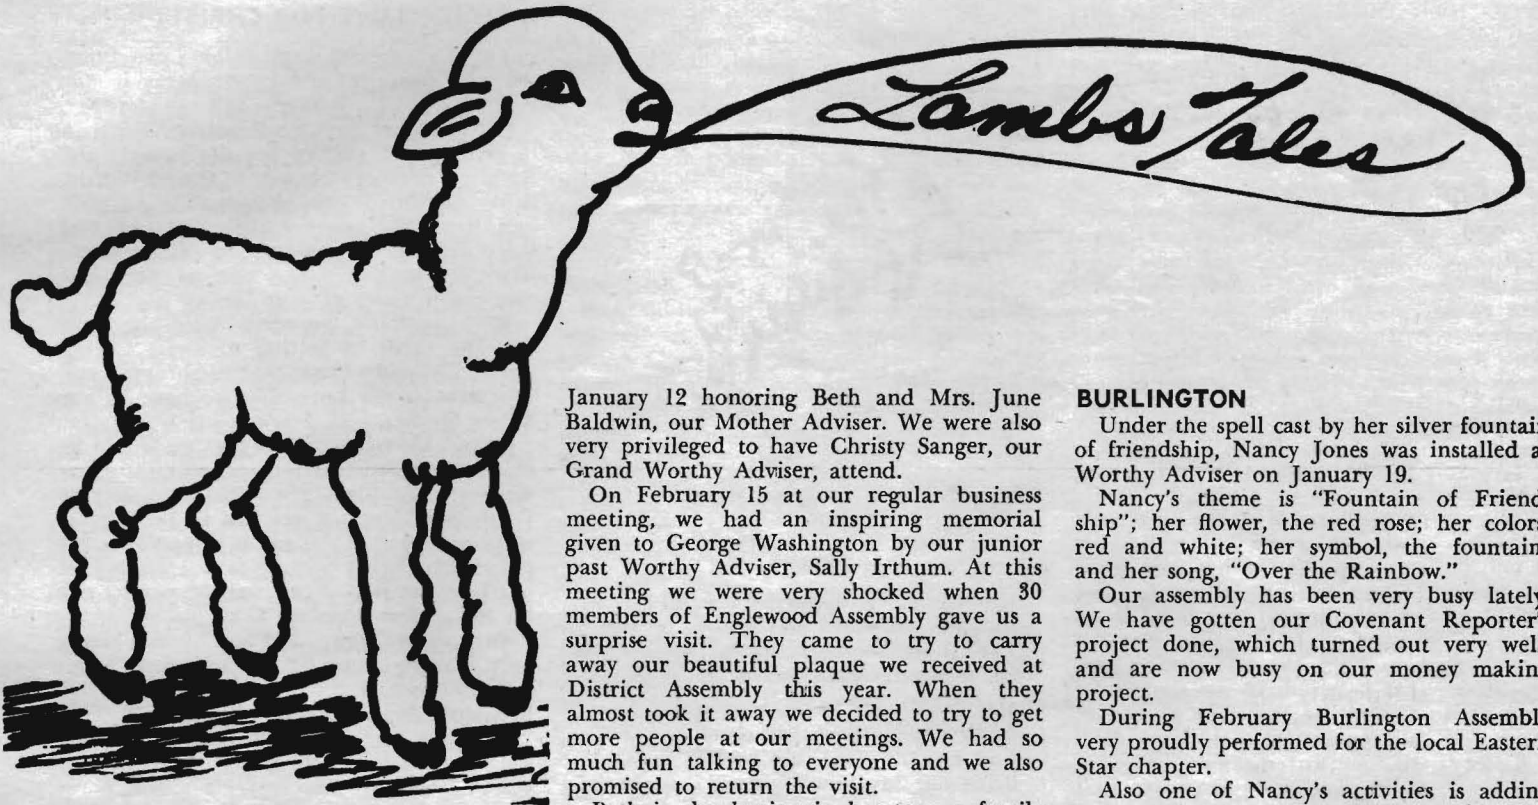 Lambs Tales
January 12 honoring Beth and Mrs. June
Baldwin, our Mother Adviser. We were also
very privileged to have Christy Sanger, our
Grand Worthy Adviser, attend.
On February 15 at our regular business
meeting, we had an inspiring memorial
given to George Washington by our junior
past Worthy Adviser, Sally Irthum. At this
meeting we were very shocked when 30
members of Englewood Assembly gave us a
surprise visit. They came to try to carry
away our beautiful plaque we received at
District Assembly this year. When they
almost took it away we decided to try to get
more people at our meetings. We had so
much fun talking to everyone and we also
promised to return the visit.
BURLINGTON
Under the spell cast by her silver fountai
of friendship, Nancy Jones was installed a
Worthy Adviser on January 19.
Nancy's theme is "Fountain of Friend
ship"; her flower, the red rose; her color
red and white; her symbol, the fountain
and her song, "Over the Rainbow."
Our assembly has been very busy lately
We have gotten our Covenant Reporter
project done, which turned out very wel
and are now busy on our money makin
project.
During February Burlington Assembl
very proudly performed for the local Easter
Star chapter.
Also one of Nancy's activities is addin